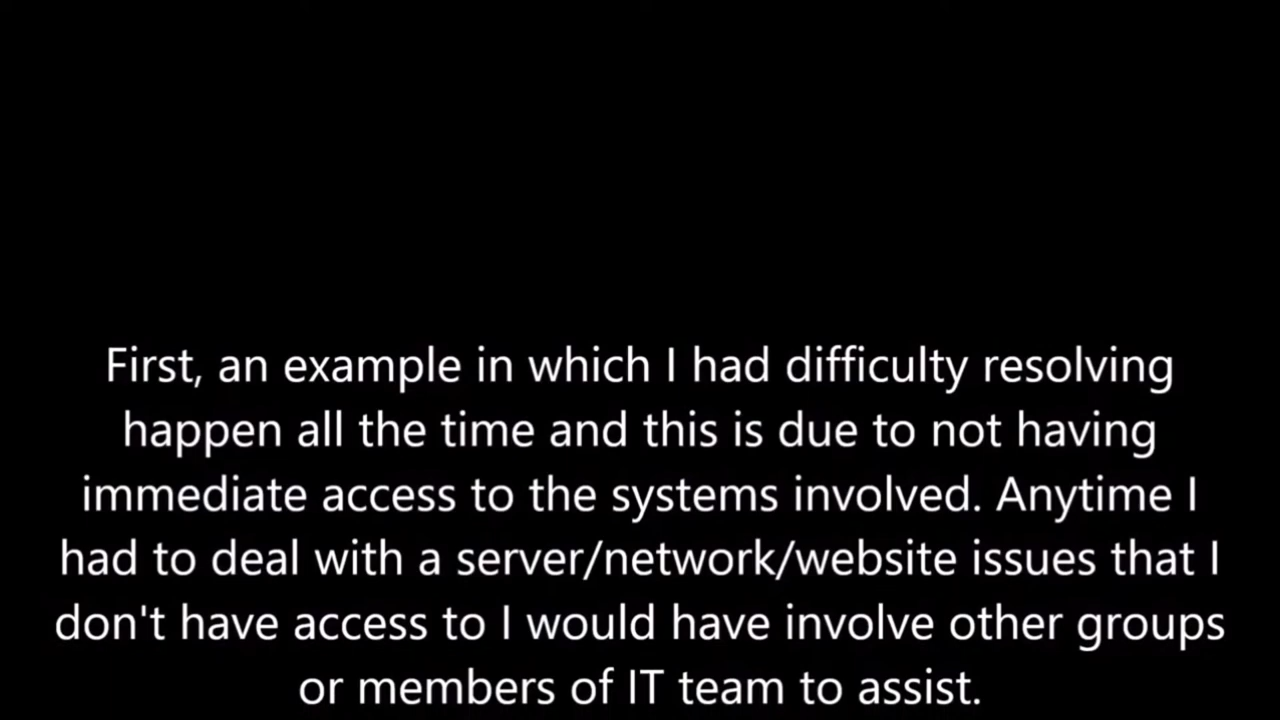 First, an example in which I had difficulty resolving
happen all the time and this is due to not having
immediate access to the systems involved. Anytime I
had to deal with a server/network/website issues that I
don't have access to I would have involve other groups
or members of IT team to assist.